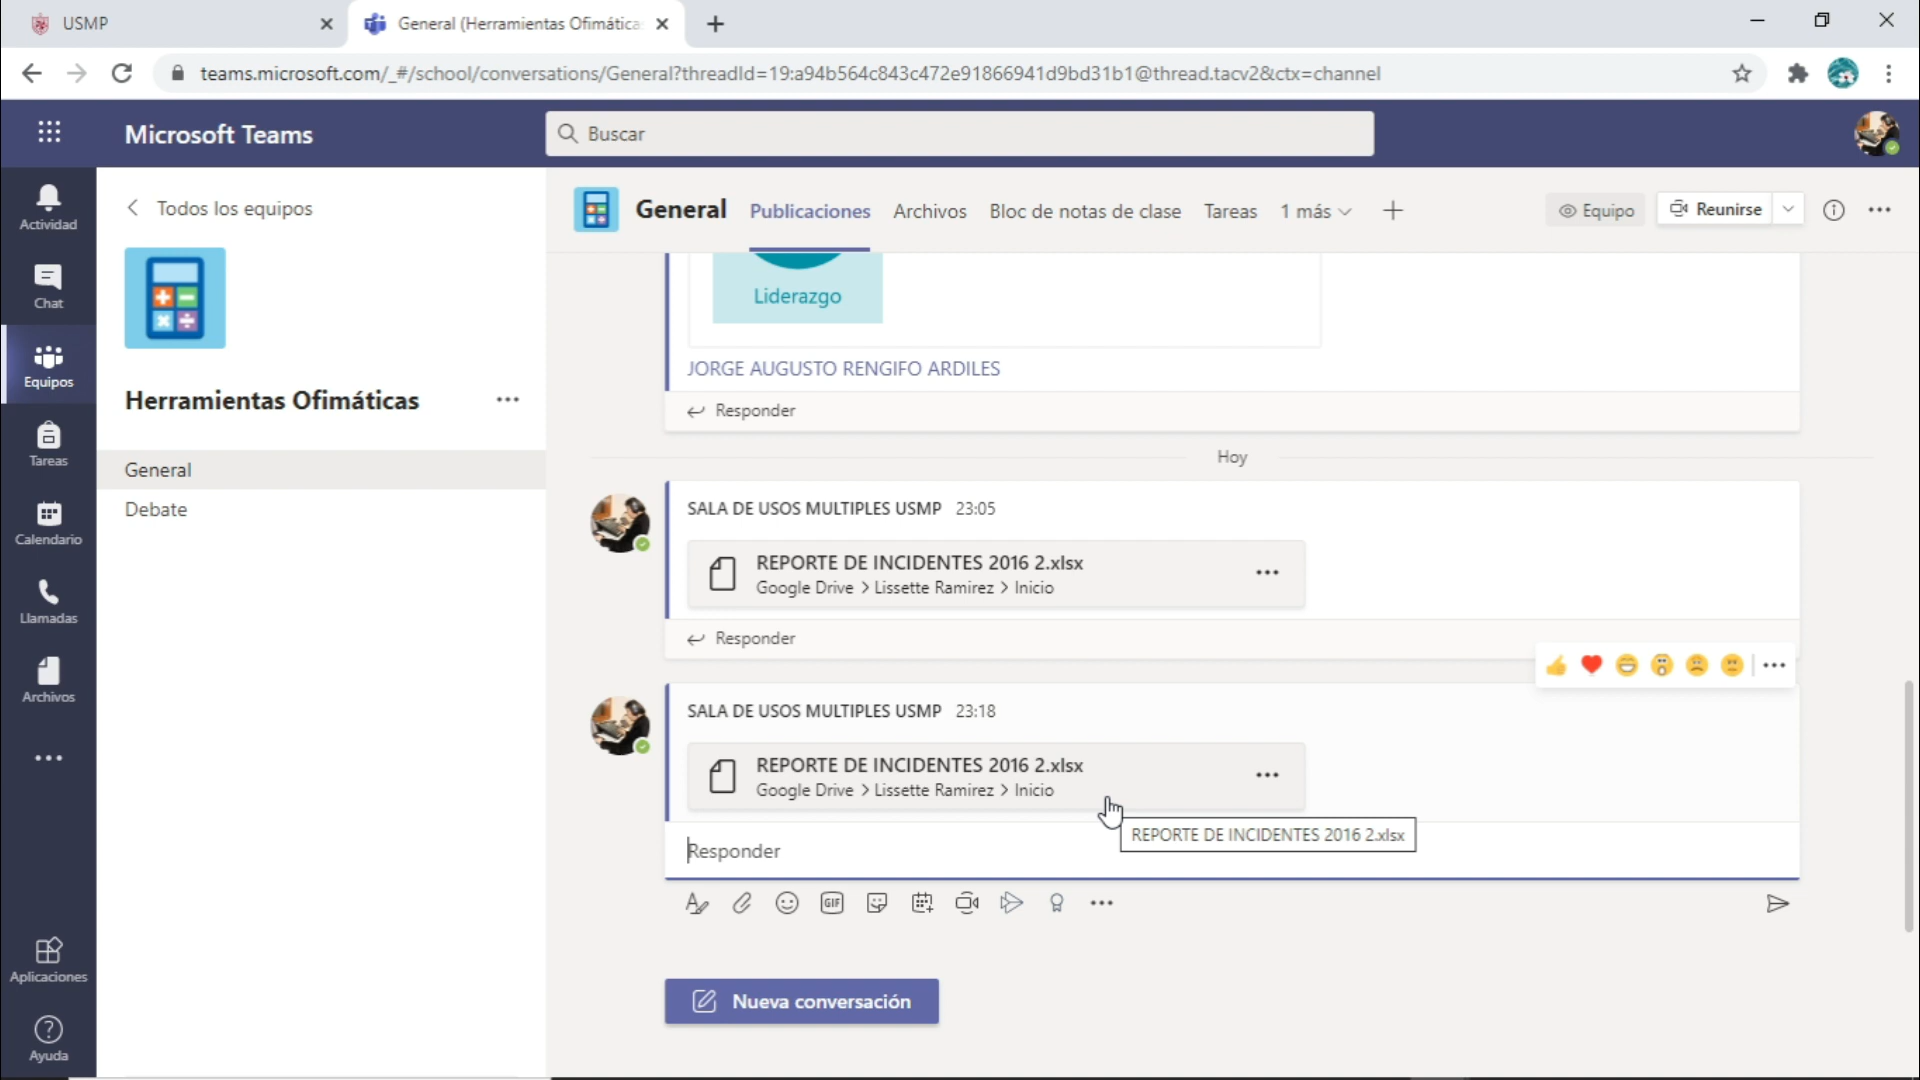 USMP
General (Herramientas Ofimática
teams.microsoft.com/_#/school/conversations/General?threadId=19:a94b564c843c472e91866941d9bd31b1@thread.tacv2&ctx=channel
Microsoft Teams
Buscar
Actividad
Chat
Equipos
Tareas
Calendario
Llamadas
Archivos
Aplicaciones
Ayuda
Todos los equipos
Herramientas Ofimáticas
General
Debate
General
Publicaciones
Archivos
Bloc de notas de clase
Tareas
1 más
Equipo
Reunirse
Liderazgo
JORGE AUGUSTO RENGIFO ARDILES
Responder
Hoy
SALA DE USOS MULTIPLES USMP 23:05
REPORTE DE INCIDENTES 2016 2.xlsx
Google Drive > Lissette Ramirez > Inicio
Responder
SALA DE USOS MULTIPLES USMP 23:18
REPORTE DE INCIDENTES 2016 2.xlsx
Google Drive > Lissette Ramirez > Inicio
REPORTE DE INCIDENTES 2016 2.xlsx
Responder
GIF
Nueva conversación